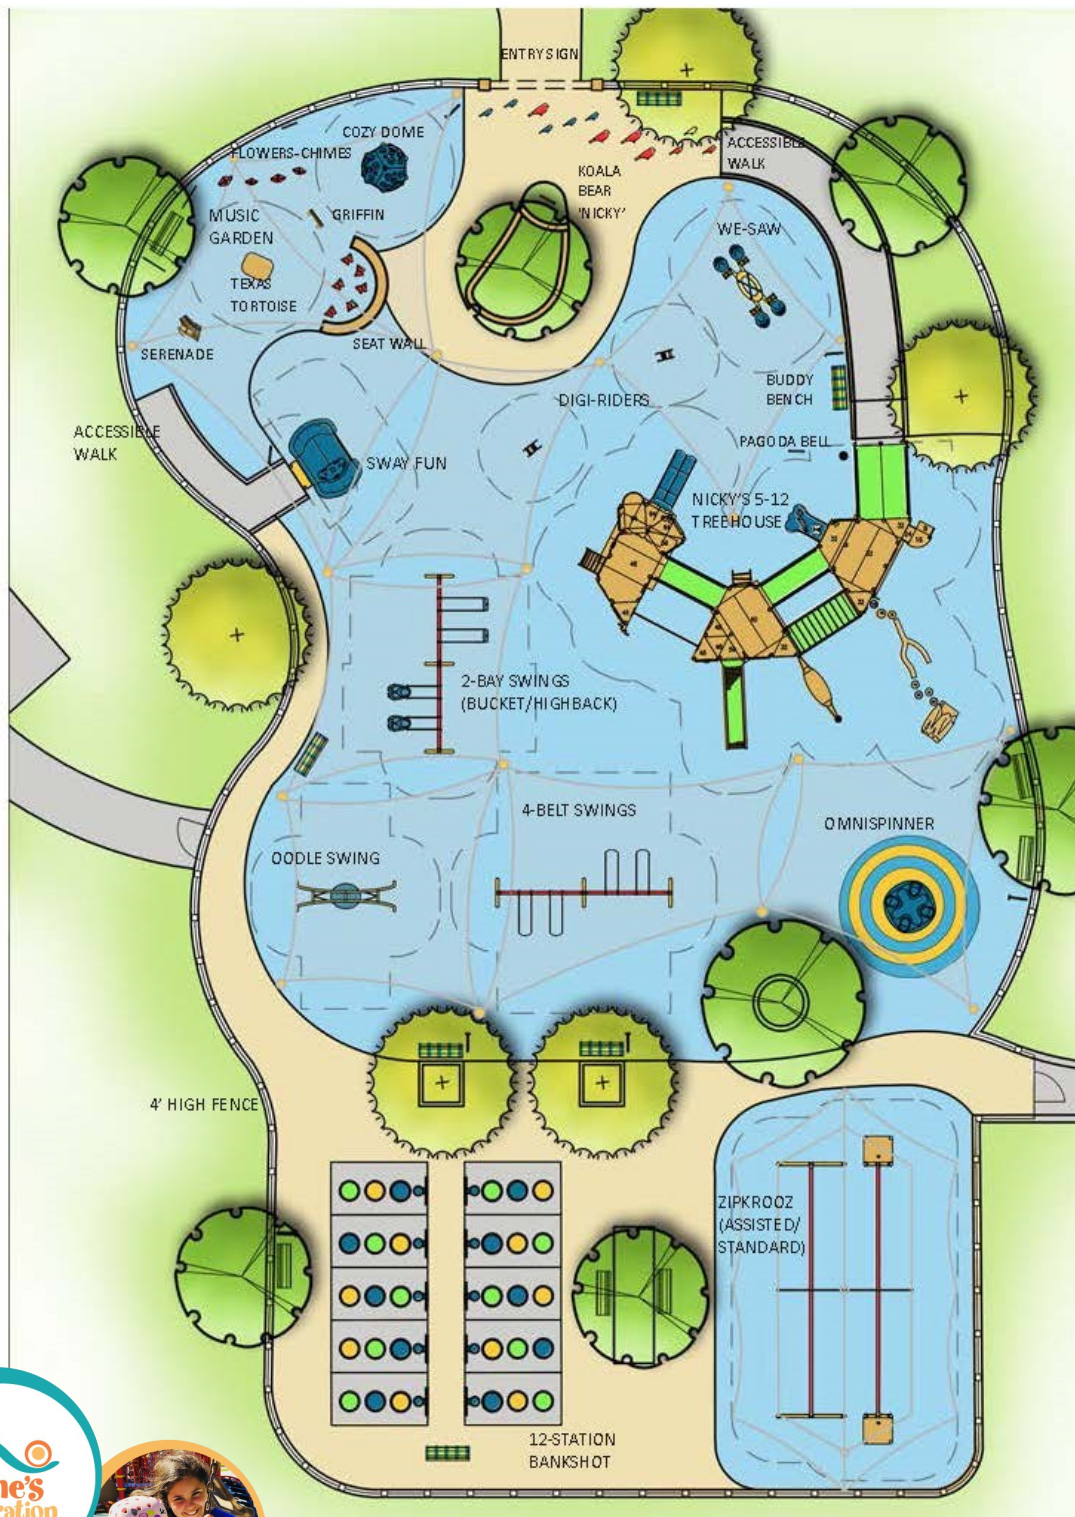 ENTRY SIGN
COZY DOME
FLOWERS-CHIMES
ACCESSIBLE
WALK
KOALA
BEAR
'NICKY'
MUSIC
GARDEN
GRIFFIN
WE-SAW
TEXAS
TORTOISE
SERENADE
SEAT WALL
BUDDY
BENCH
DIGI-RIDERS
ACCESSIBLE
WALK
PAGODA BELL
SWAY FUN
NICKY'S 5-12
TREEHOUSE
2-BAY SWINGS
(BUCKET/HIGHBACK)
4-BELT SWINGS
OMNISPINNER
OODLE SWING
4' HIGH FENCE
ZIPKROOZ
(ASSISTED/
STANDARD)
12-STATION
BANKSHOT
ne's
ration